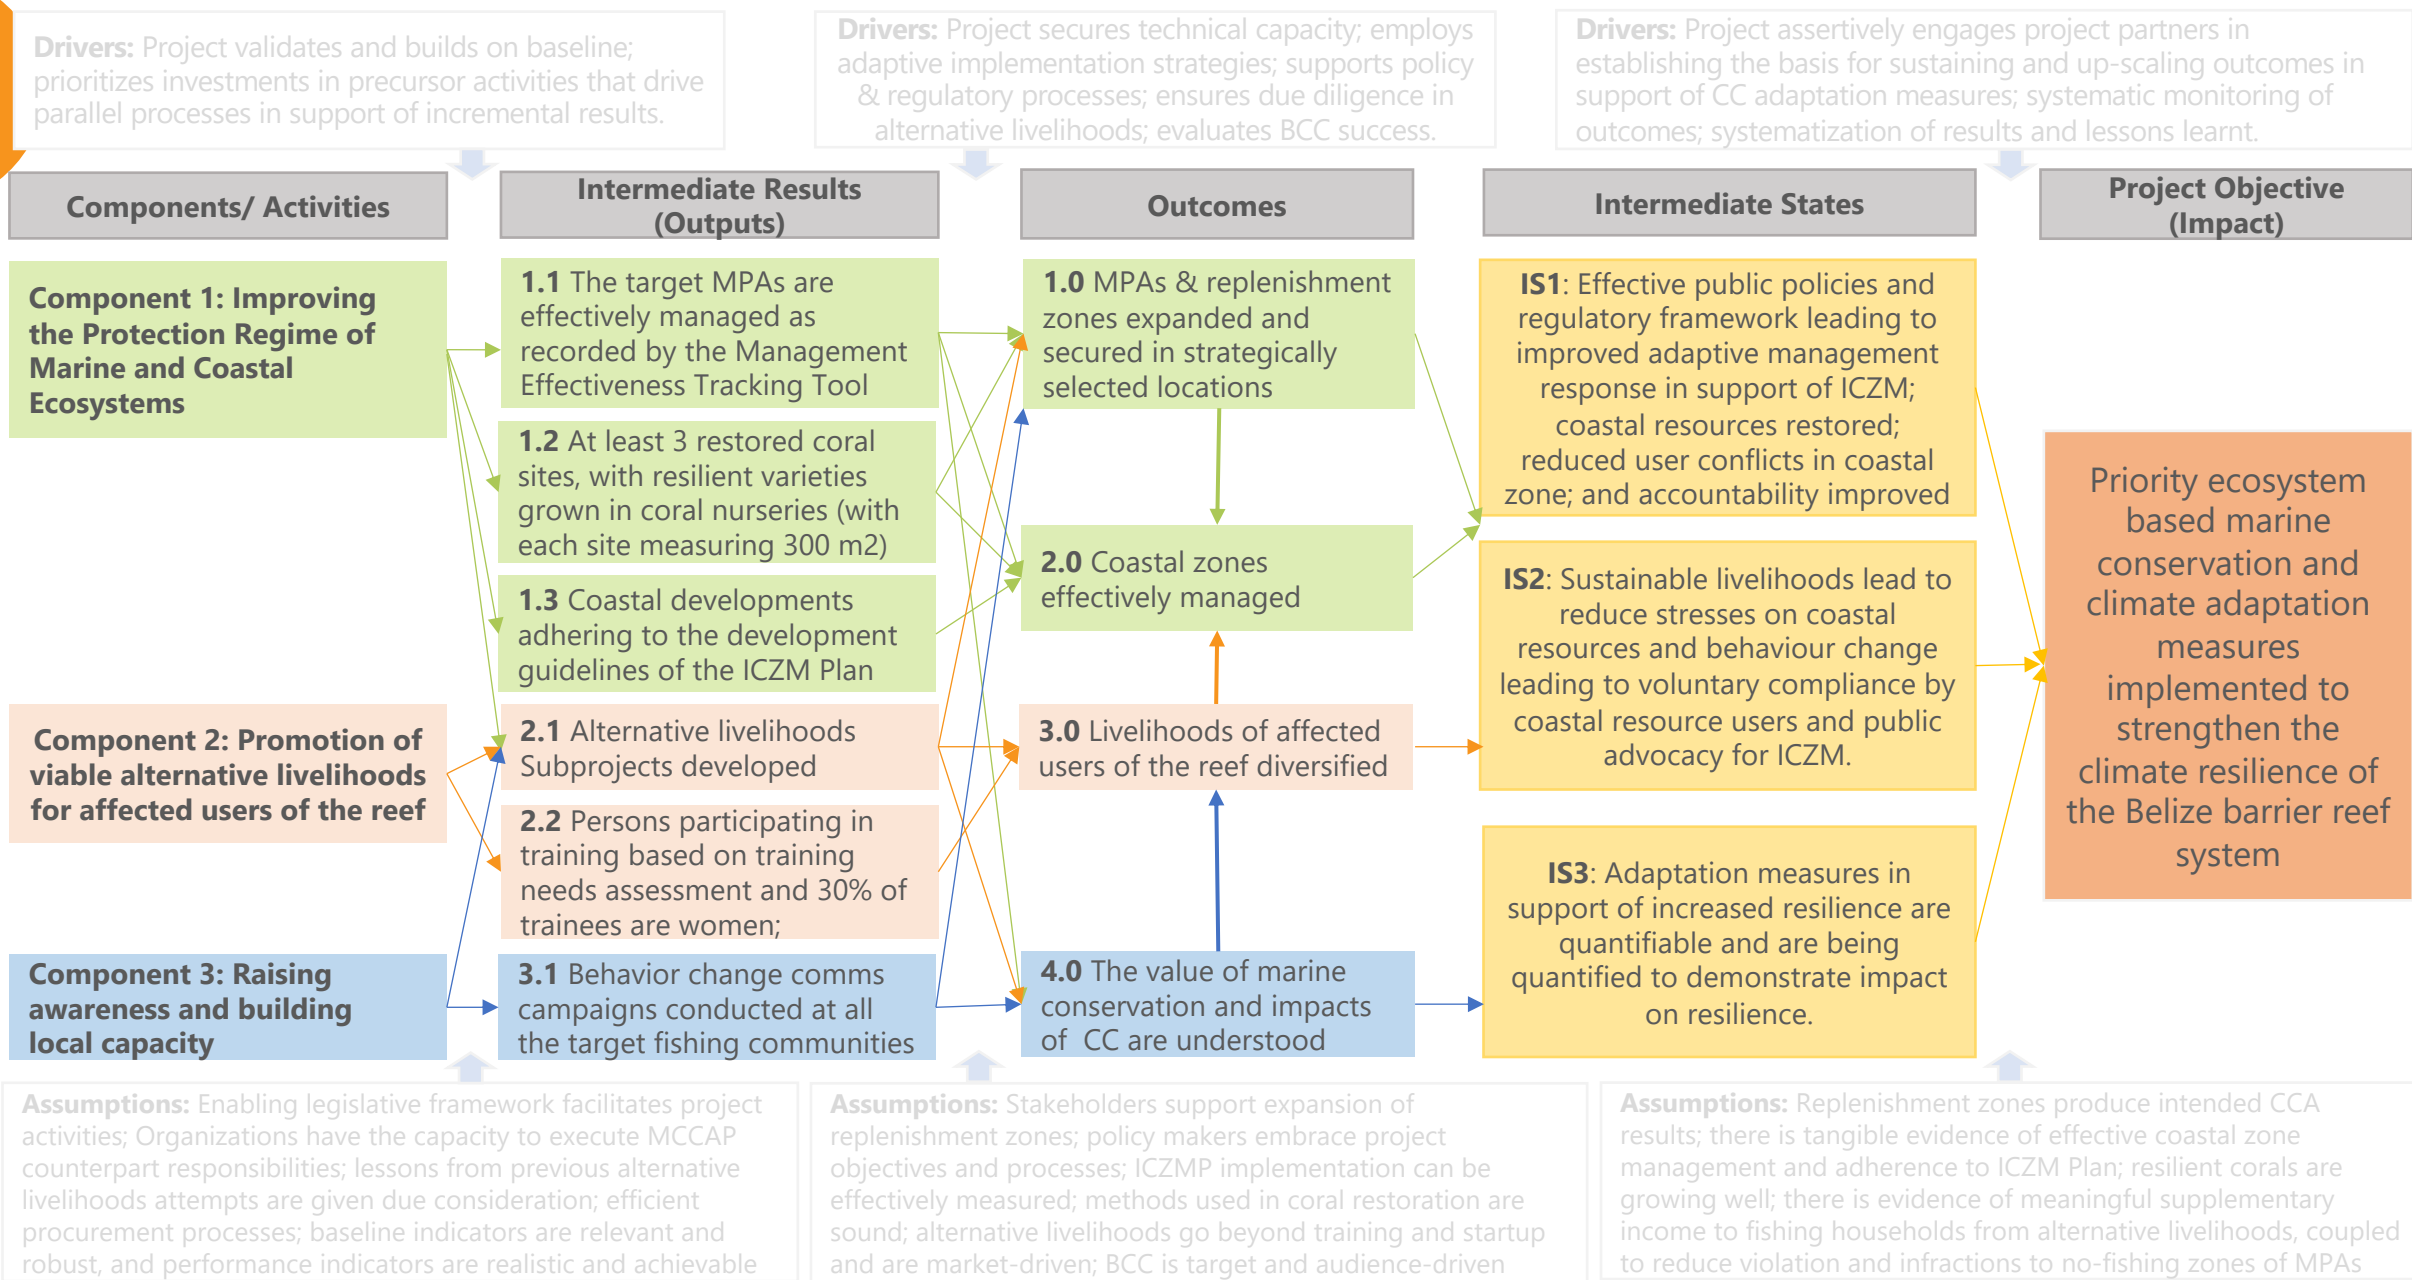 Drivers: Project validates and builds on baseline;
prioritizes investments in precursor activities that drive
parallel processes in support of incremental results.
Drivers: Project secures technical capacity; employs
adaptive implementation strategies; supports policy
& regulatory processes; ensures due diligence in
alternative livelihoods; evaluates BCC success.
Drivers: Project assertively engages project partners in
establishing the basis for sustaining and up-scaling outcomes in
support of CC adaptation measures; systematic monitoring of
outcomes; systematization of results and lessons learnt.
Components/ Activities
Intermediate Results
(Outputs)
Outcomes
Intermediate States
Project Objective
(Impact)
Component 1: Improving
the Protection Regime of
Marine and Coastal
Ecosystems
Component 2: Promotion of
viable alternative livelihoods
for affected users of the reef
Component 3: Raising
awareness and building
local capacity
1.1 The target MPAs are
effectively managed as
recorded by the Management
Effectiveness Tracking Tool
1.2 At least 3 restored coral
sites, with resilient varieties
grown in coral nurseries (with
each site measuring 300 m2)
1.3 Coastal developments
adhering to the development
guidelines of the ICZM Plan
2.1 Alternative livelihoods
Subprojects developed
2.2 Persons participating in
training based on training
needs assessment and 30% of
trainees are women;
3.1 Behavior change comms
campaigns conducted at all
the target fishing communities
1.0 MPAs & replenishment
zones expanded and
secured in strategically
selected locations
2.0 Coastal zones
effectively managed
3.0 Livelihoods of affected
users of the reef diversified
4.0 The value of marine
conservation and impacts
of CC are understood
IS1: Effective public policies and
regulatory framework leading to
improved adaptive management
response in support of ICZM;
coastal resources restored;
reduced user conflicts in coastal
zone; and accountability improved
IS2: Sustainable livelihoods lead to
reduce stresses on coastal
resources and behaviour change
leading to voluntary compliance by
coastal resource users and public
advocacy for ICZM.
IS3: Adaptation measures in
support of increased resilience are
quantifiable and are being
quantified to demonstrate impact
on resilience.
Priority ecosystem
based marine
conservation and
climate adaptation
measures
implemented to
strengthen the
climate resilience of
the Belize barrier reef
system
Assumptions: Enabling legislative framework facilitates project
activities; Organizations have the capacity to execute MCCAP
counterpart responsibilities; lessons from previous alternative
livelihoods attempts are given due consideration; efficient
procurement processes; baseline indicators are relevant and
robust, and performance indicators are realistic and achievable
Assumptions: Stakeholders support expansion of
replenishment zones; policy makers embrace project
objectives and processes; ICZMP implementation can be
effectively measured; methods used in coral restoration are
sound; alternative livelihoods go beyond training and startup
and are market-driven; BCC is target and audience-driven
Assumptions: Replenishment zones produce intended CCA
results; there is tangible evidence of effective coastal zone
management and adherence to ICZM Plan; resilient corals are
growing well; there is evidence of meaningful supplementary
income to fishing households from alternative livelihoods, coupled
to reduce violation and infractions to no-fishing zones of MPAs